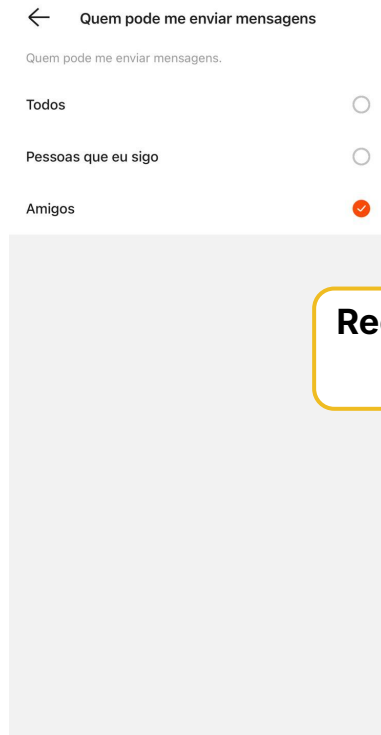 Quem pode me enviar mensagens
Quem pode me enviar mensagens.
Todos
Pessoas que eu sigo
Amigos